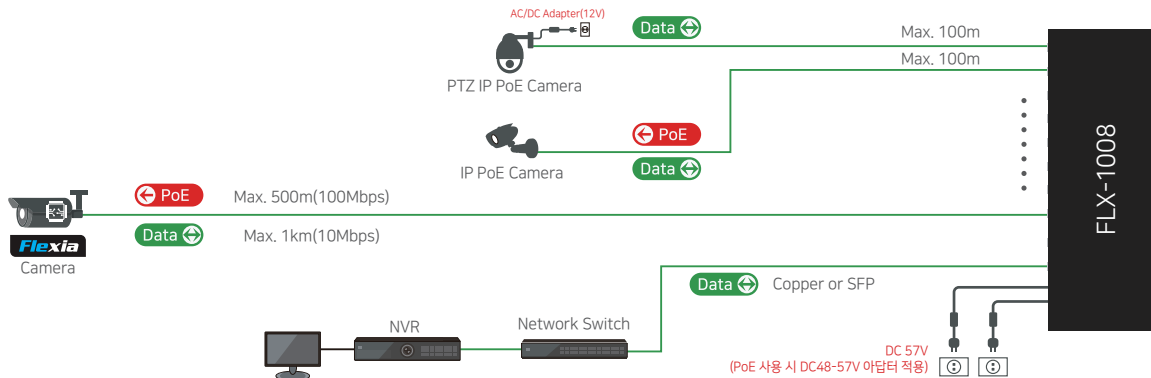 AC/DC Adapter(12V)
Data
Max. 100m
PTZ IP PoE Camera
Max. 100m
PoE
IP PoE Camera
Data
FLX-1008
PoE
Max. 500m(100Mbps)
Data
Max. 1km(10Mbps)
Flexia
Camera
Data
Copper or SFP
NVR
Network Switch
DC 57V
(PoE 사용 시 DC48-57V 아답터 적용)